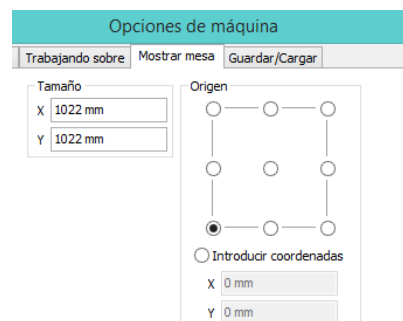 Opciones de máquina
Trabajando sobre Mostrar mesa Guardar/Cargar
Tamaño
X 1022 mm
Y 1022 mm
Origen
Introducir coordenadas
X 0 mm
Y 0 mm